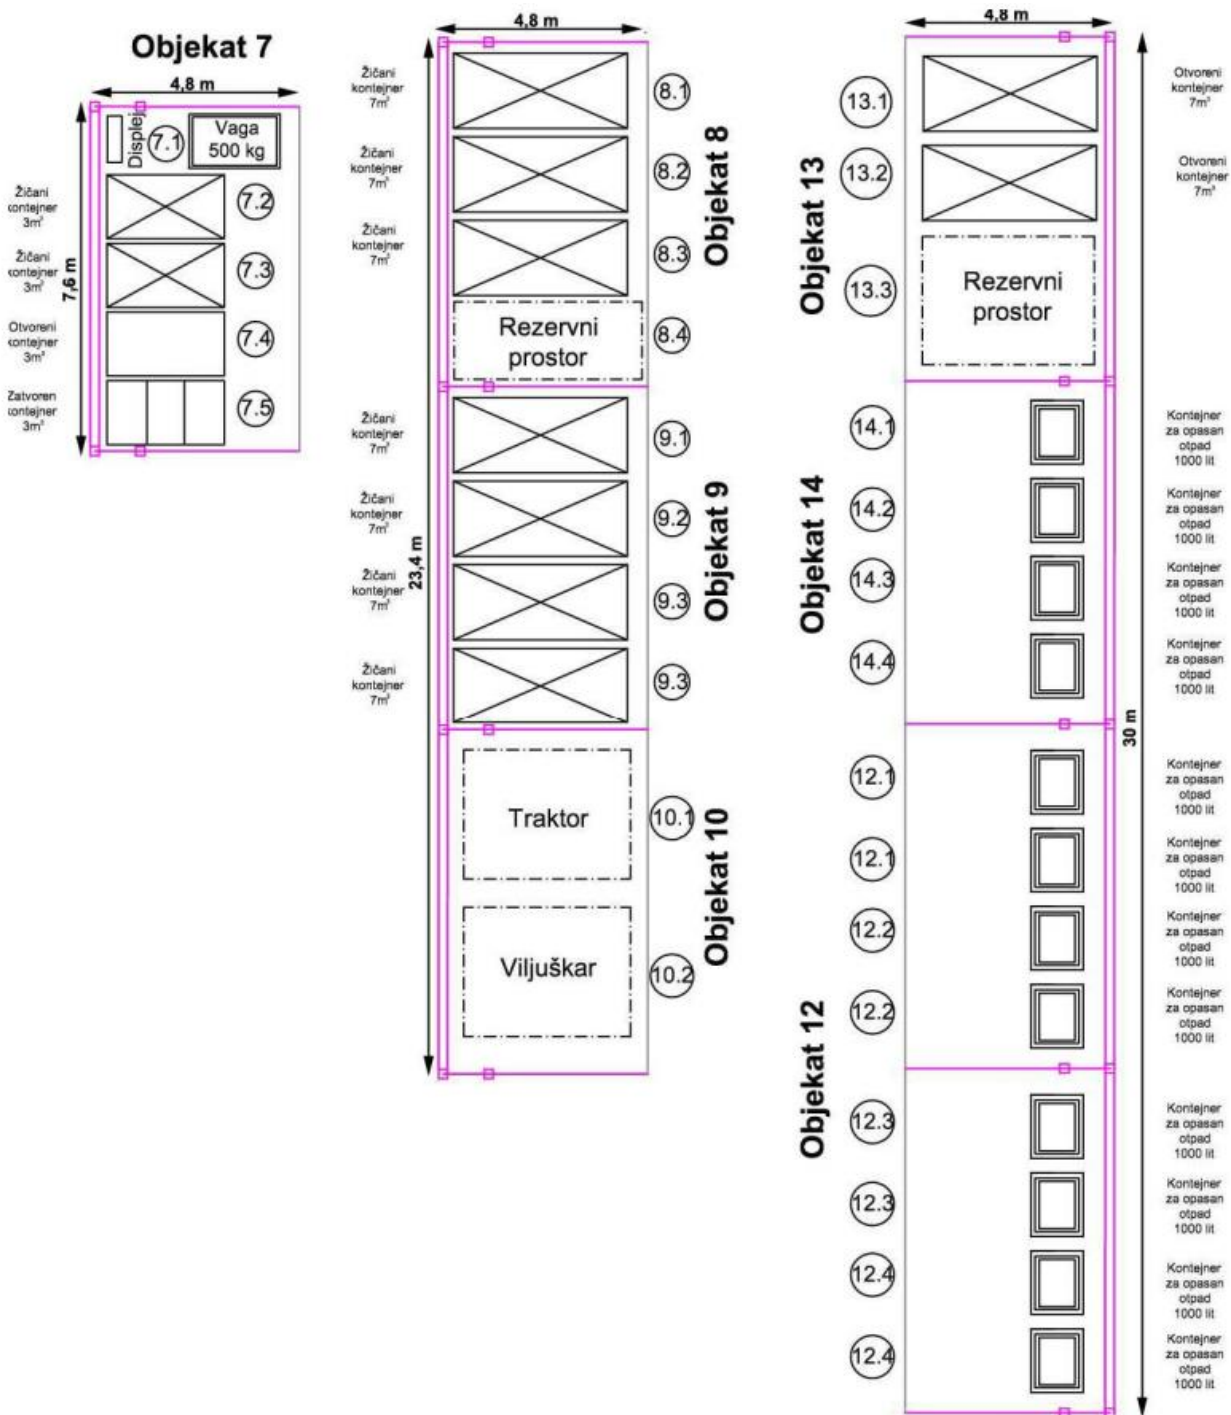 Objekat 7
4,8 m
7,6 m
Displej
7.1
Vaga
500 kg
Žičani
kontejner
3m³
7.2
Žičani
kontejner
3m³
7.3
Otvoreni
kontejner
3m³
7.4
Zatvoren
kontejner
3m³
7.5
4,8 m
23,4 m
Žičani
kontejner
7m³
8.1
Žičani
kontejner
7m³
8.2
Žičani
kontejner
7m³
8.3
Rezervni
prostor
8.4
Objekat 8
Žičani
kontejner
7m³
9.1
Žičani
kontejner
7m³
9.2
Žičani
kontejner
7m³
9.3
Žičani
kontejner
7m³
9.3
Objekat 9
Traktor
10.1
Viljuškar
10.2
Objekat 10
4,8 m
30 m
Objekat 13
13.1
Otvoreni
kontejner
7m³
13.2
Otvoreni
kontejner
7m³
13.3
Rezervni
prostor
Objekat 14
14.1
Kontejner
za opasan
otpad
1000 lit
14.2
Kontejner
za opasan
otpad
1000 lit
14.3
Kontejner
za opasan
otpad
1000 lit
14.4
Kontejner
za opasan
otpad
1000 lit
Objekat 12
12.1
Kontejner
za opasan
otpad
1000 lit
12.1
Kontejner
za opasan
otpad
1000 lit
12.2
Kontejner
za opasan
otpad
1000 lit
12.2
Kontejner
za opasan
otpad
1000 lit
12.3
Kontejner
za opasan
otpad
1000 lit
12.3
Kontejner
za opasan
otpad
1000 lit
12.4
Kontejner
za opasan
otpad
1000 lit
12.4
Kontejner
za opasan
otpad
1000 lit